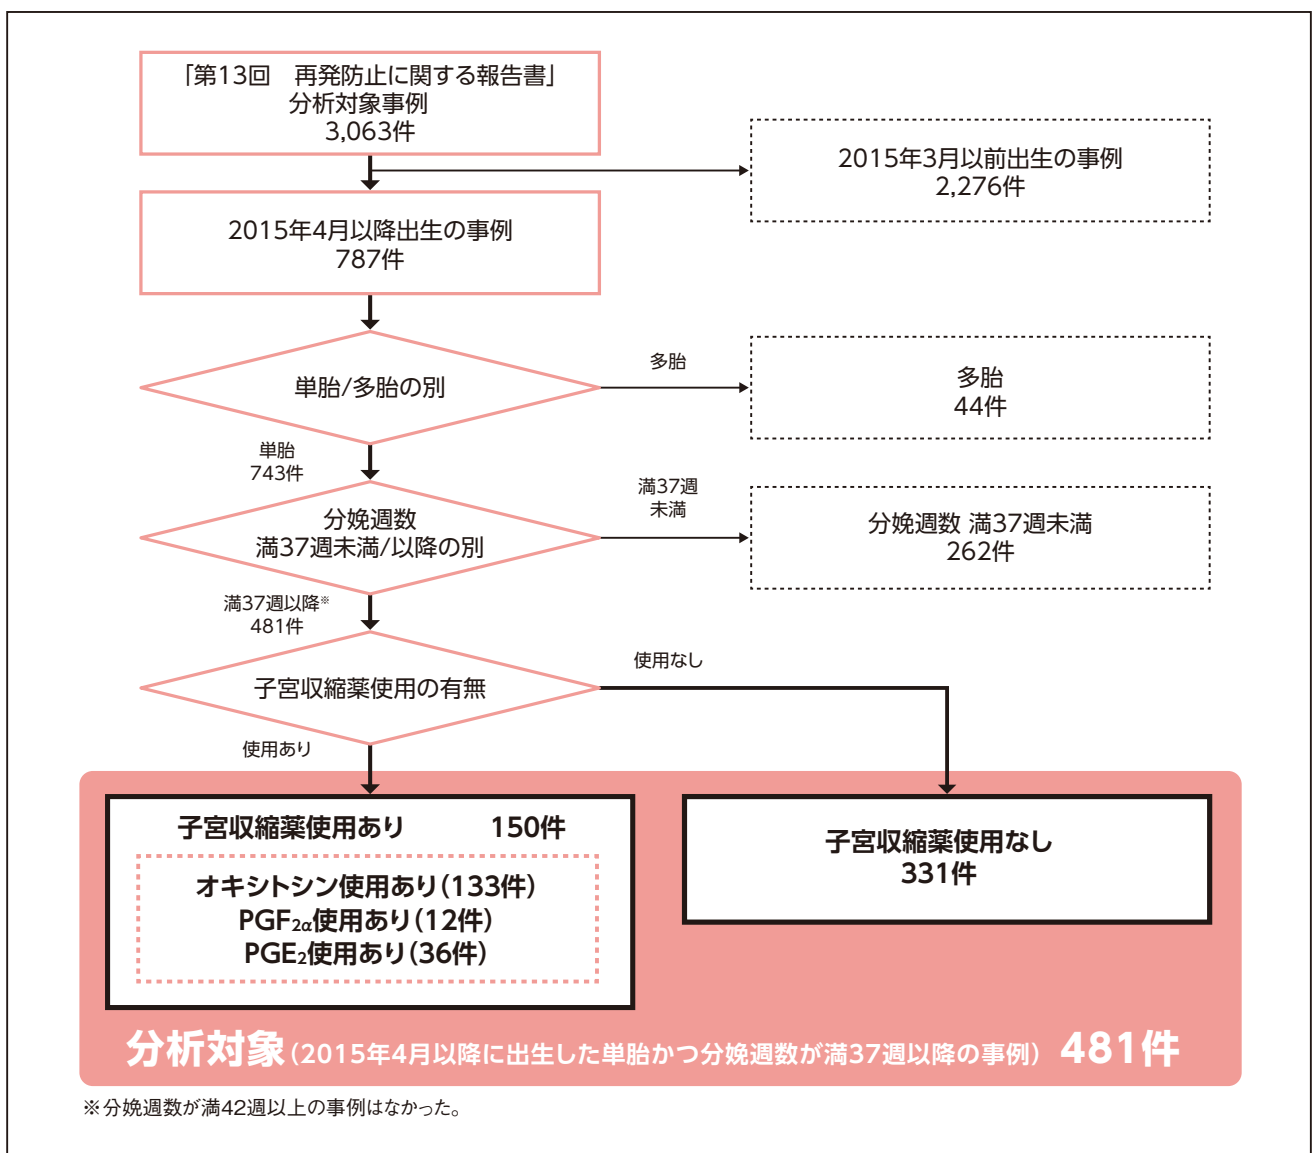 「第13回　再発防止に関する報告書」
分析対象事例
3,063件
2015年3月以前出生の事例
2,276件
2015年4月以降出生の事例
787件
単胎/多胎の別
多胎
多胎
44件
単胎
743件
分娩週数
満37週未満/以降の別
満37週
未満
分娩週数 満37週未満
262件
満37週以降※
481件
子宮収縮薬使用の有無
使用なし
使用あり
子宮収縮薬使用あり　150件
オキシトシン使用あり(133件)
PGF2α使用あり(12件)
PGE2使用あり(36件)
子宮収縮薬使用なし
331件
分析対象(2015年4月以降に出生した単胎かつ分娩週数が満37週以降の事例) 481件
※分娩週数が満42週以上の事例はなかった。